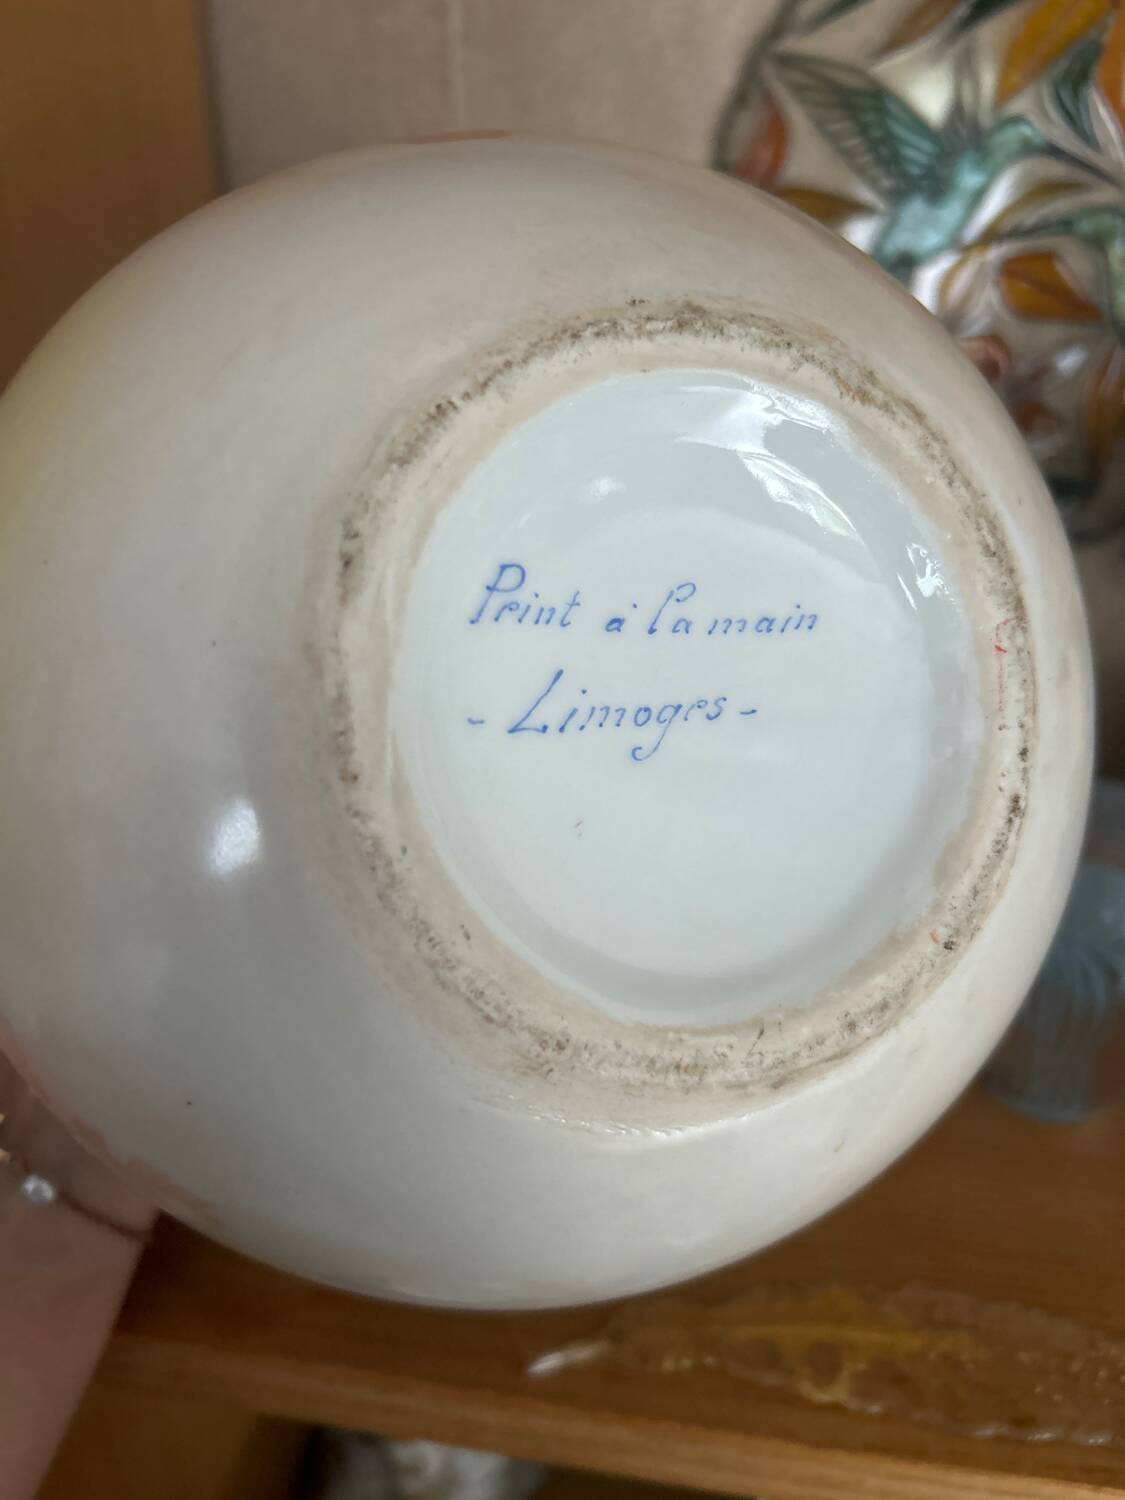 Peint à la main
- Limoges -